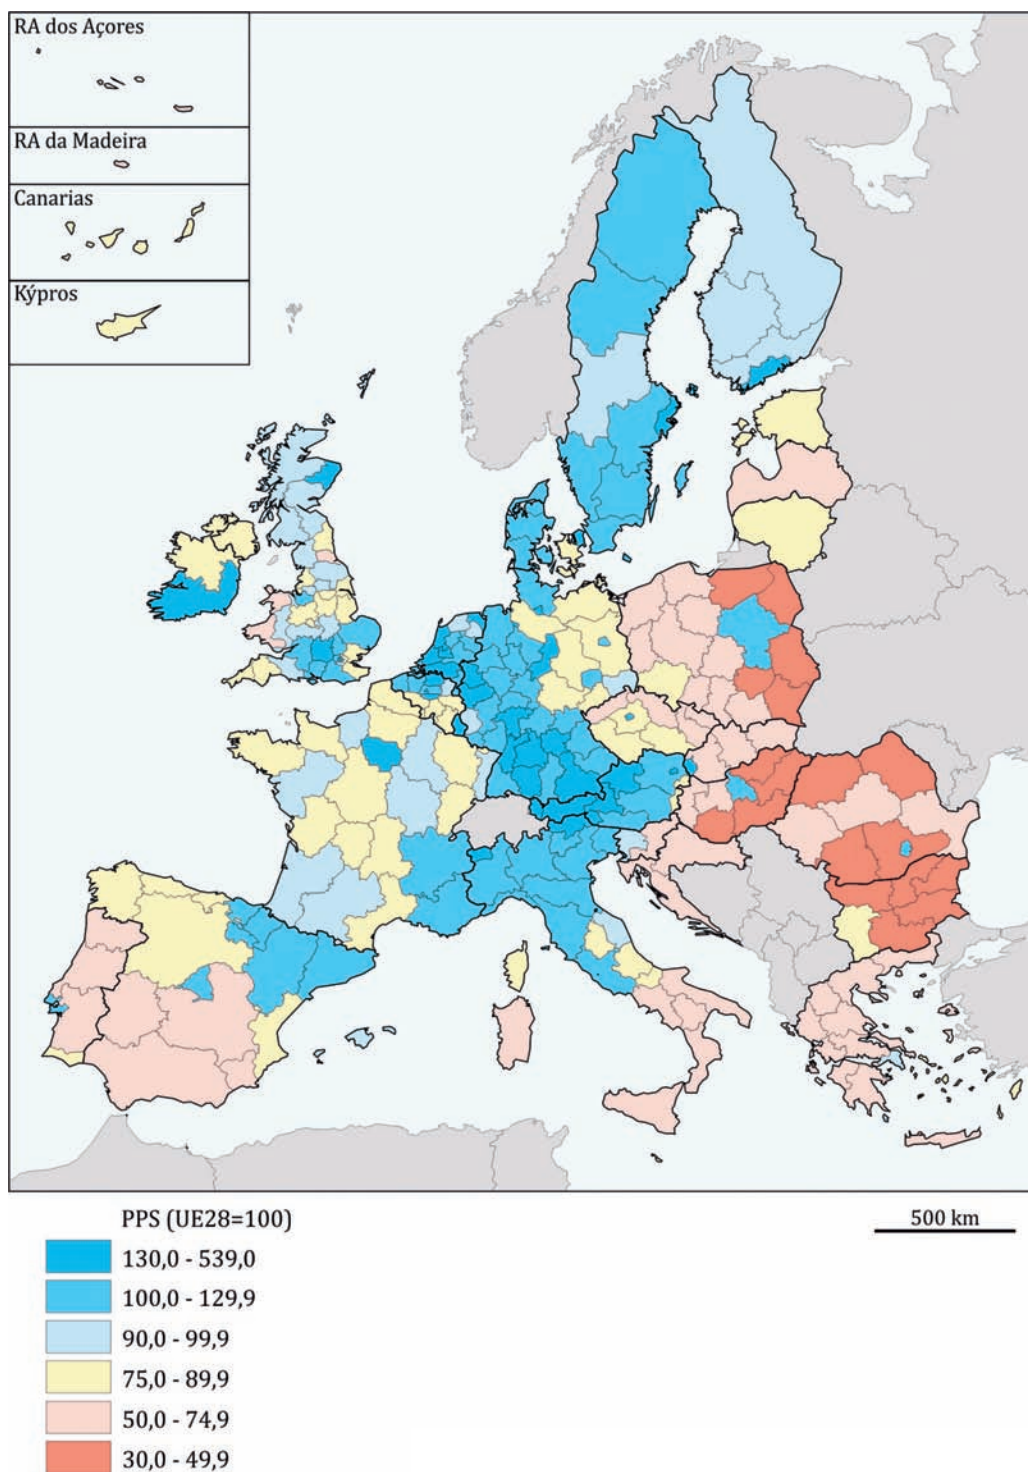 RA dos Açores
RA da Madeira
Canarias
Kýpros
PPS (UE28=100)
500 km
130,0 - 539,0
100,0 - 129,9
90,0 - 99,9
75,0 - 89,9
50,0 - 74,9
30,0 - 49,9